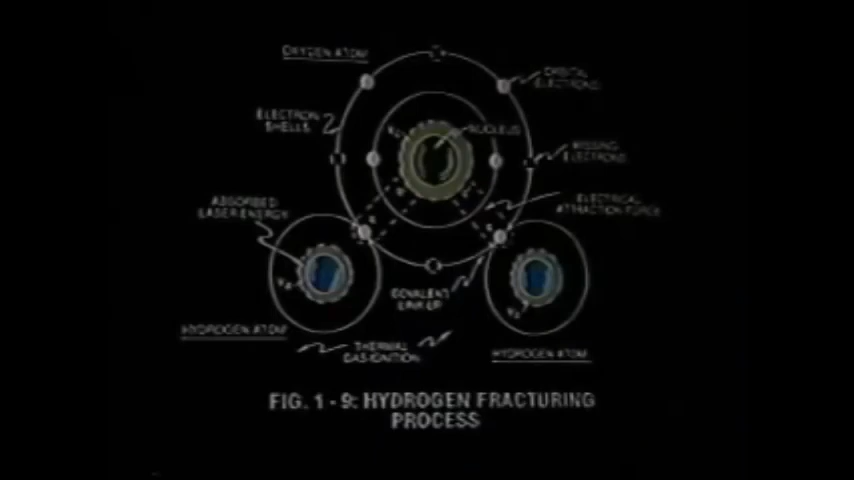 OXYGEN ATOM
ORBITAL
ELECTRONS
ELECTRON
SHELLS
NUCLEUS
MISSING
ELECTRONS
ABSORBED
LASER ENERGY
ELECTRICAL
ATTRACTION FORCE
COVALENT
LINK UP
HYDROGEN ATOM
THERMAL
GAS IGNITION
HYDROGEN ATOM
FIG. 1 - 9: HYDROGEN FRACTURING
PROCESS